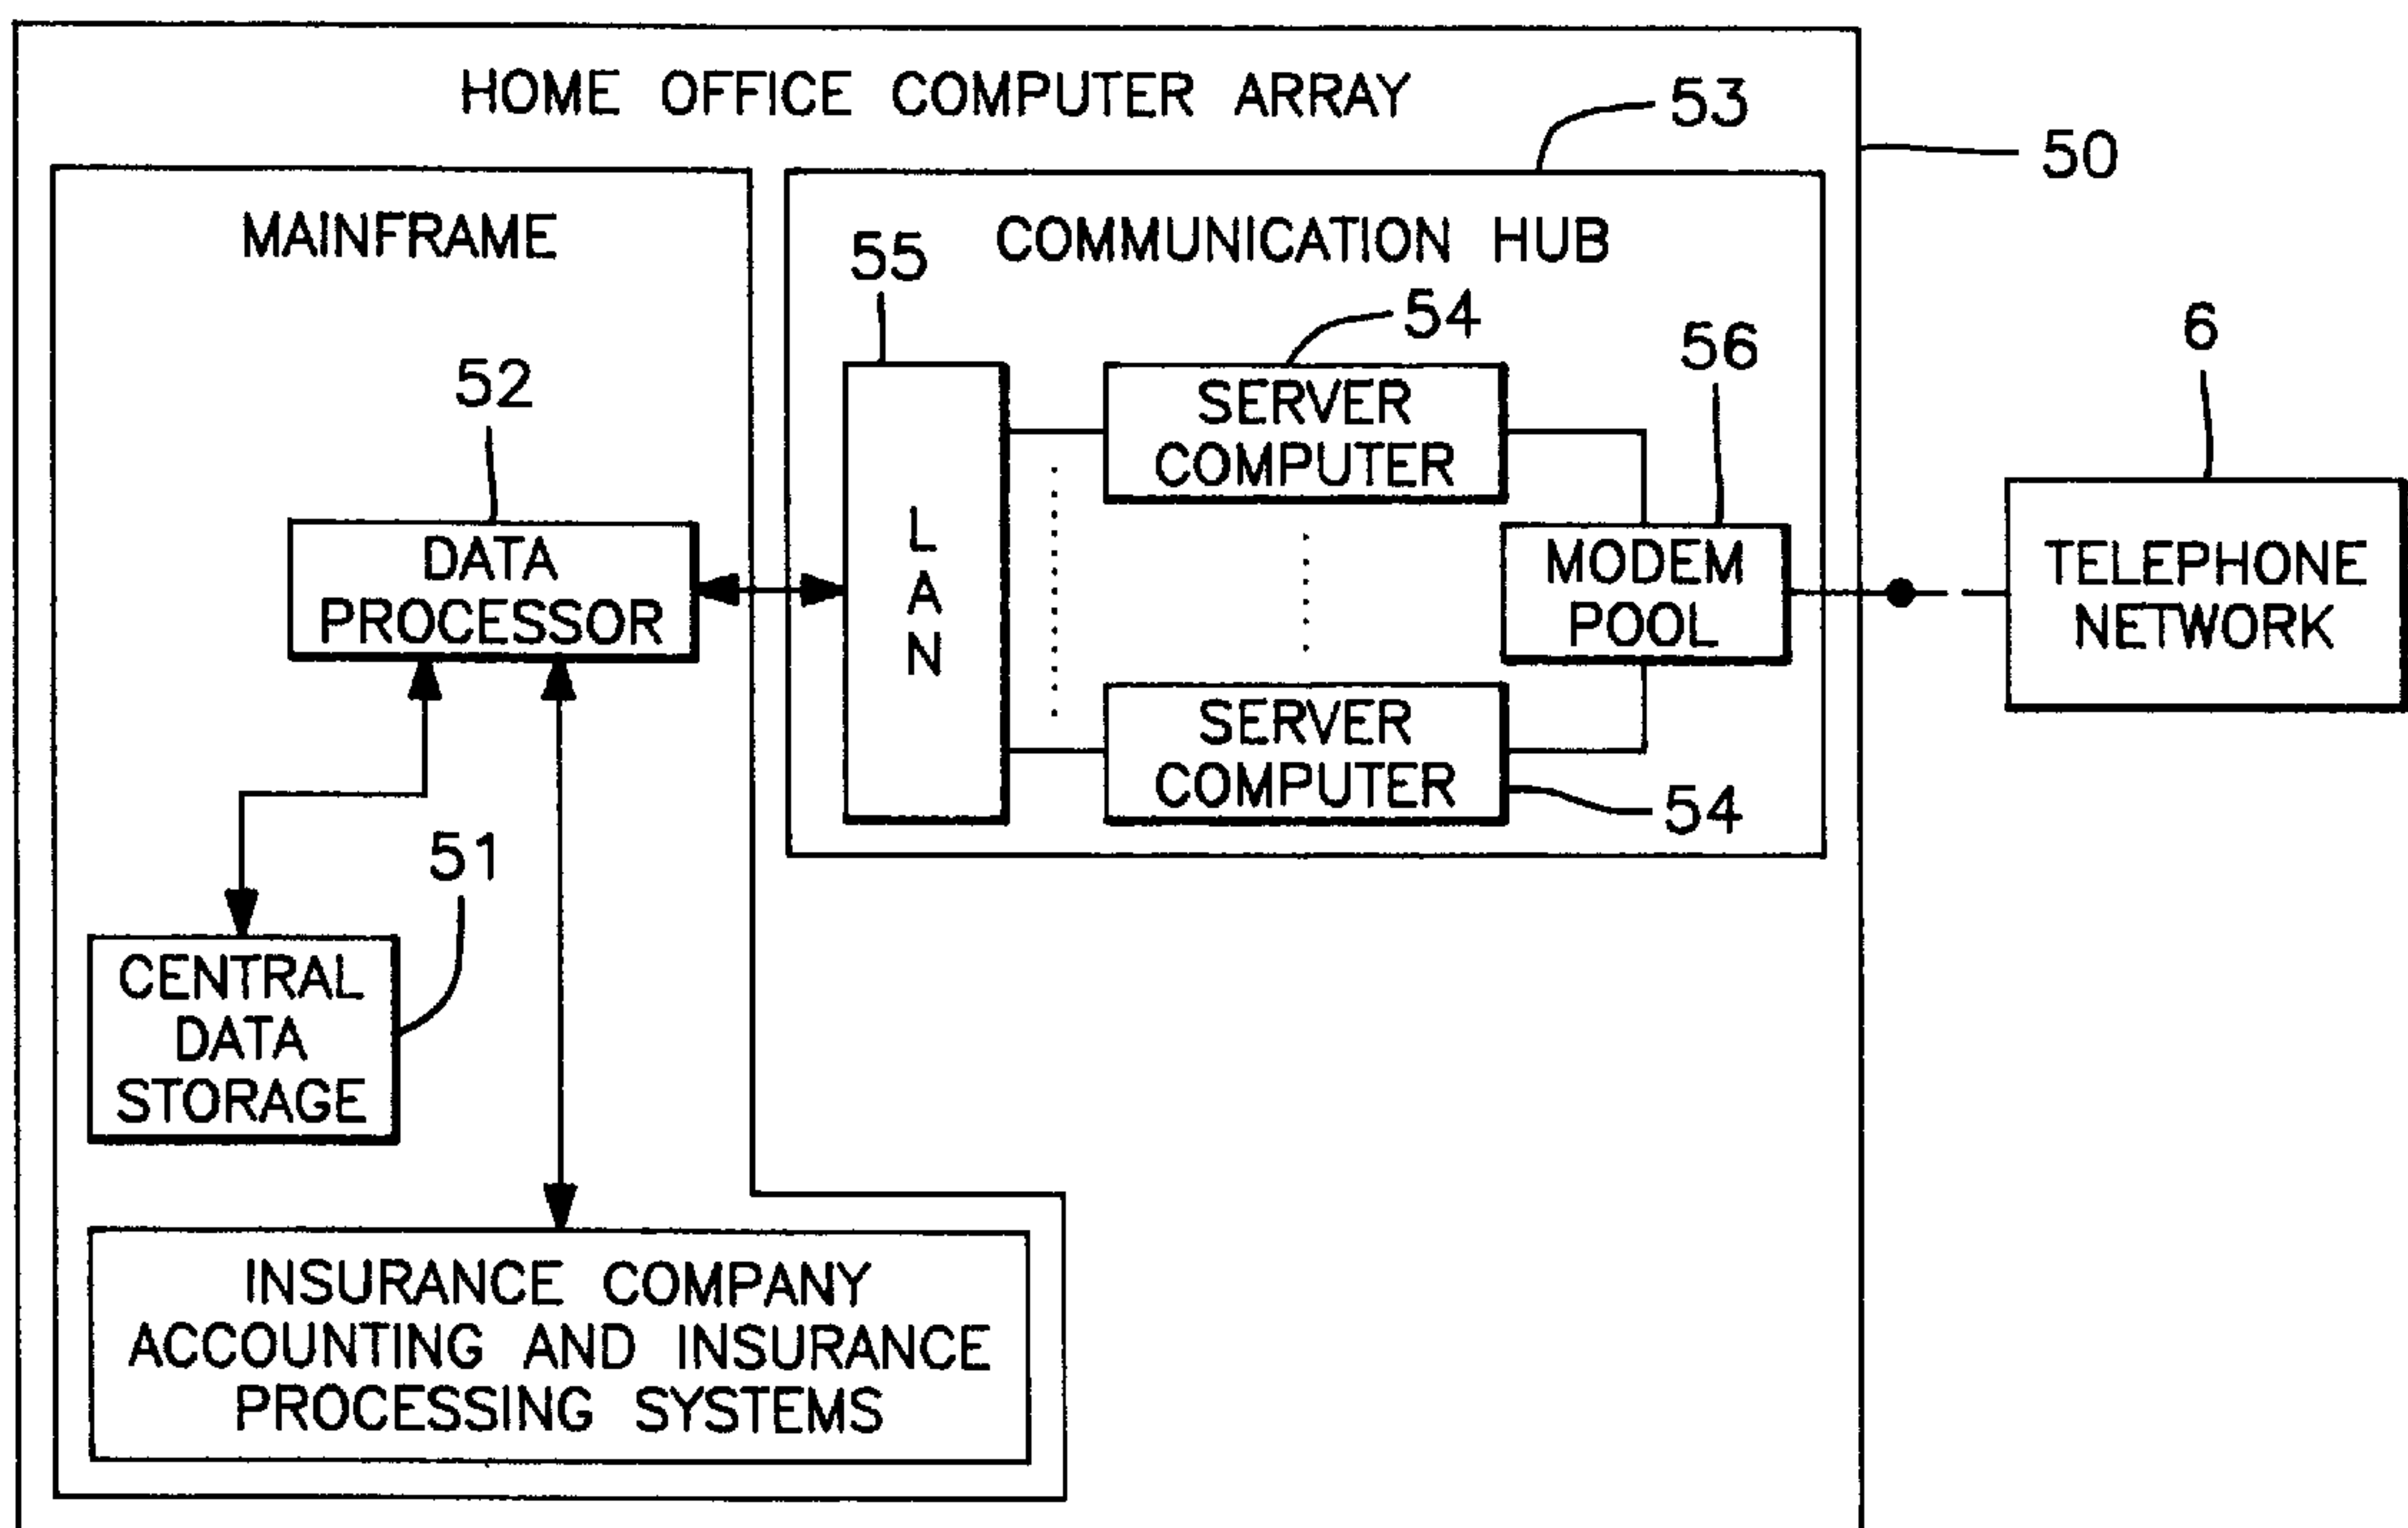 HOME OFFICE COMPUTER ARRAY
53
50
MAINFRAME
COMMUNICATION HUB
55
54
56
6
52
SERVER
COMPUTER
DATA
PROCESSOR
L
A
N
MODEM
POOL
TELEPHONE
NETWORK
SERVER
COMPUTER
54
51
CENTRAL
DATA
STORAGE
INSURANCE COMPANY
ACCOUNTING AND INSURANCE
PROCESSING SYSTEMS